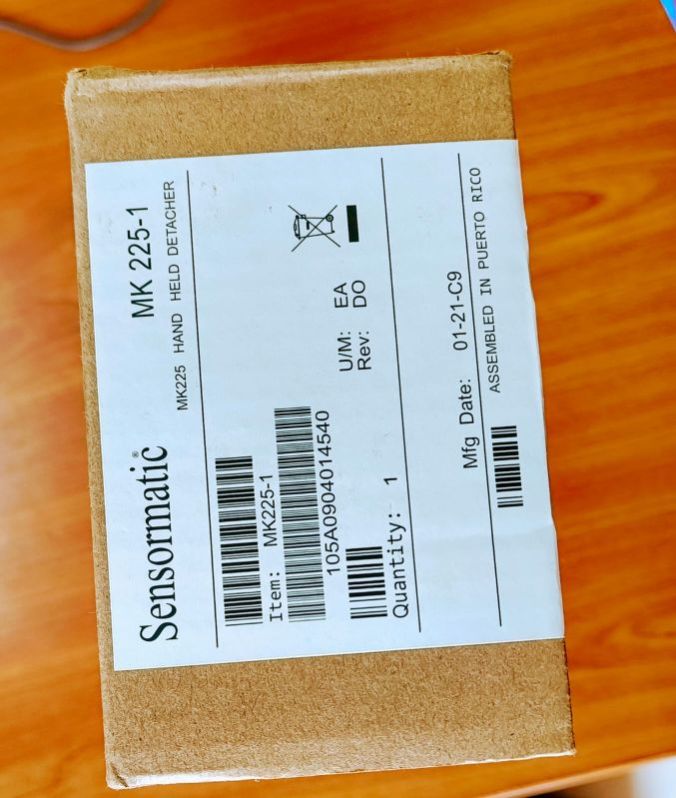 Sensormatic® MK 225-1
MK225 HAND HELD DETACHER
Item: MK225-1
105A0904014540
U/M: EA
Rev: DO
Quantity: 1
Mfg Date: 01-21-C9
ASSEMBLED IN PUERTO RICO